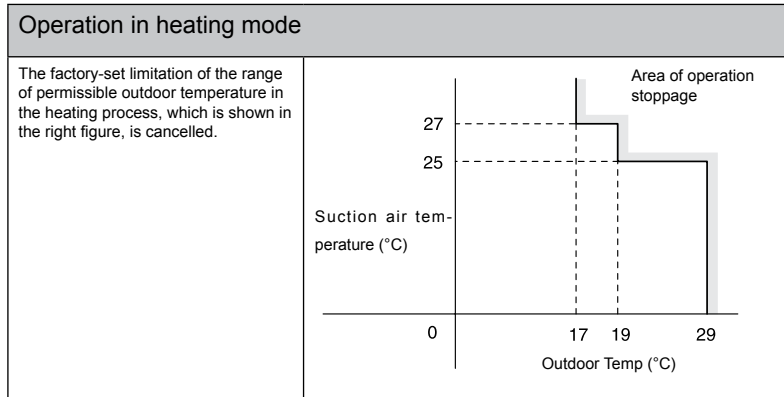 Operation in heating mode
The factory-set limitation of the range
of permissible outdoor temperature in
the heating process, which is shown in
the right figure, is cancelled.
Area of operation
stoppage
27
25
Suction air tem-
perature (°C)
0
17 19 29
Outdoor Temp (°C)